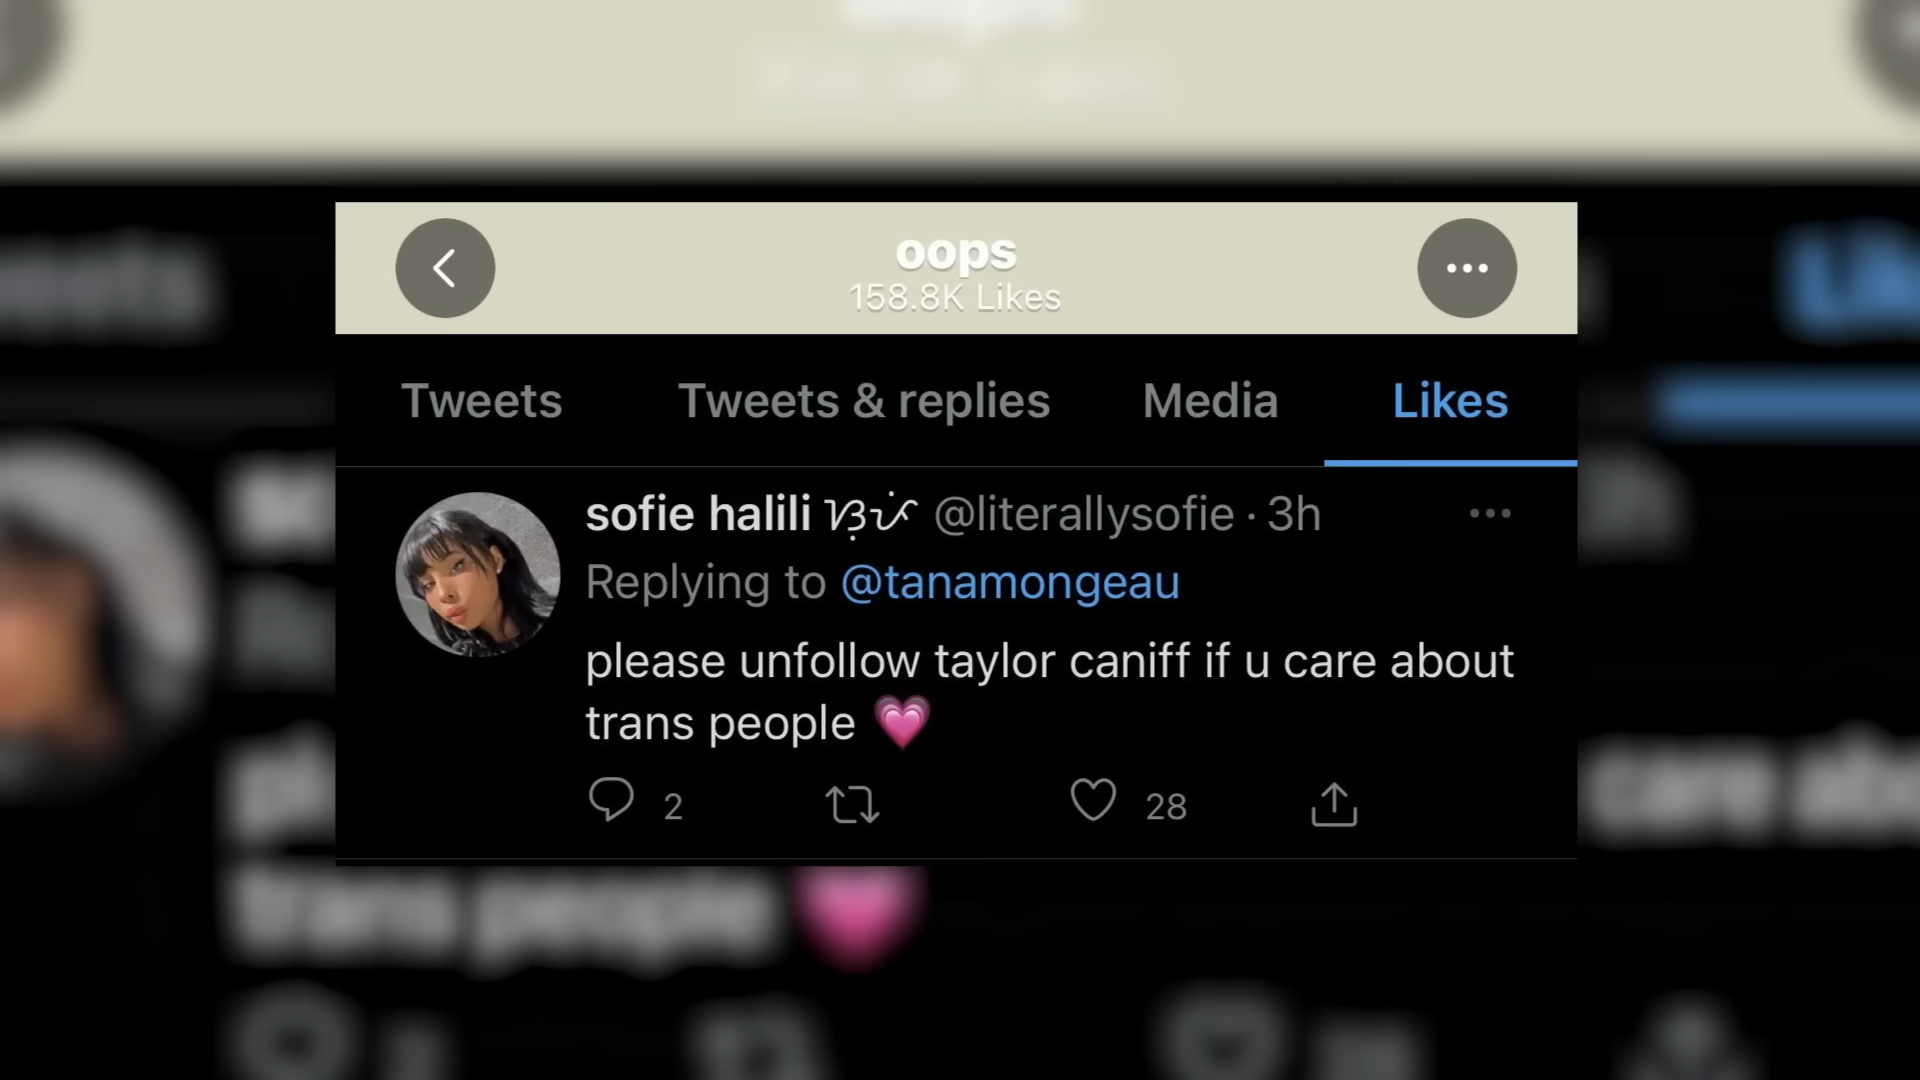 oops
158.8K Likes
Tweets Tweets & replies Media Likes
sofie halili @literallysofie · 3h
Replying to @tanamongeau
please unfollow taylor caniff if u care about
trans people 💗
2 28